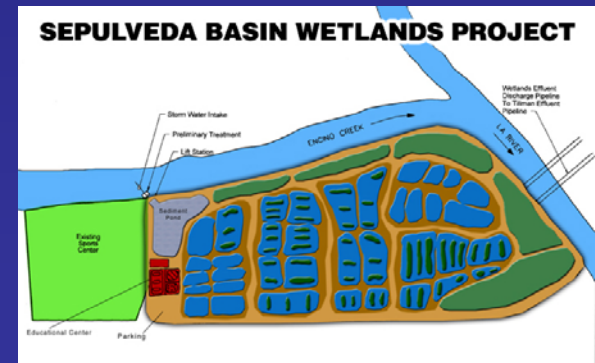 SEPULVEDA BASIN WETLANDS PROJECT
Wetlands Effluent
Discharge Pipeline
To Tillman Effluent
Pipeline
Storm Water Intake
Preliminary Treatment
Lift Station
ENCINO CREEK
LA RIVER
Sediment
Pond
Existing
Sports
Center
Educational Center
Parking